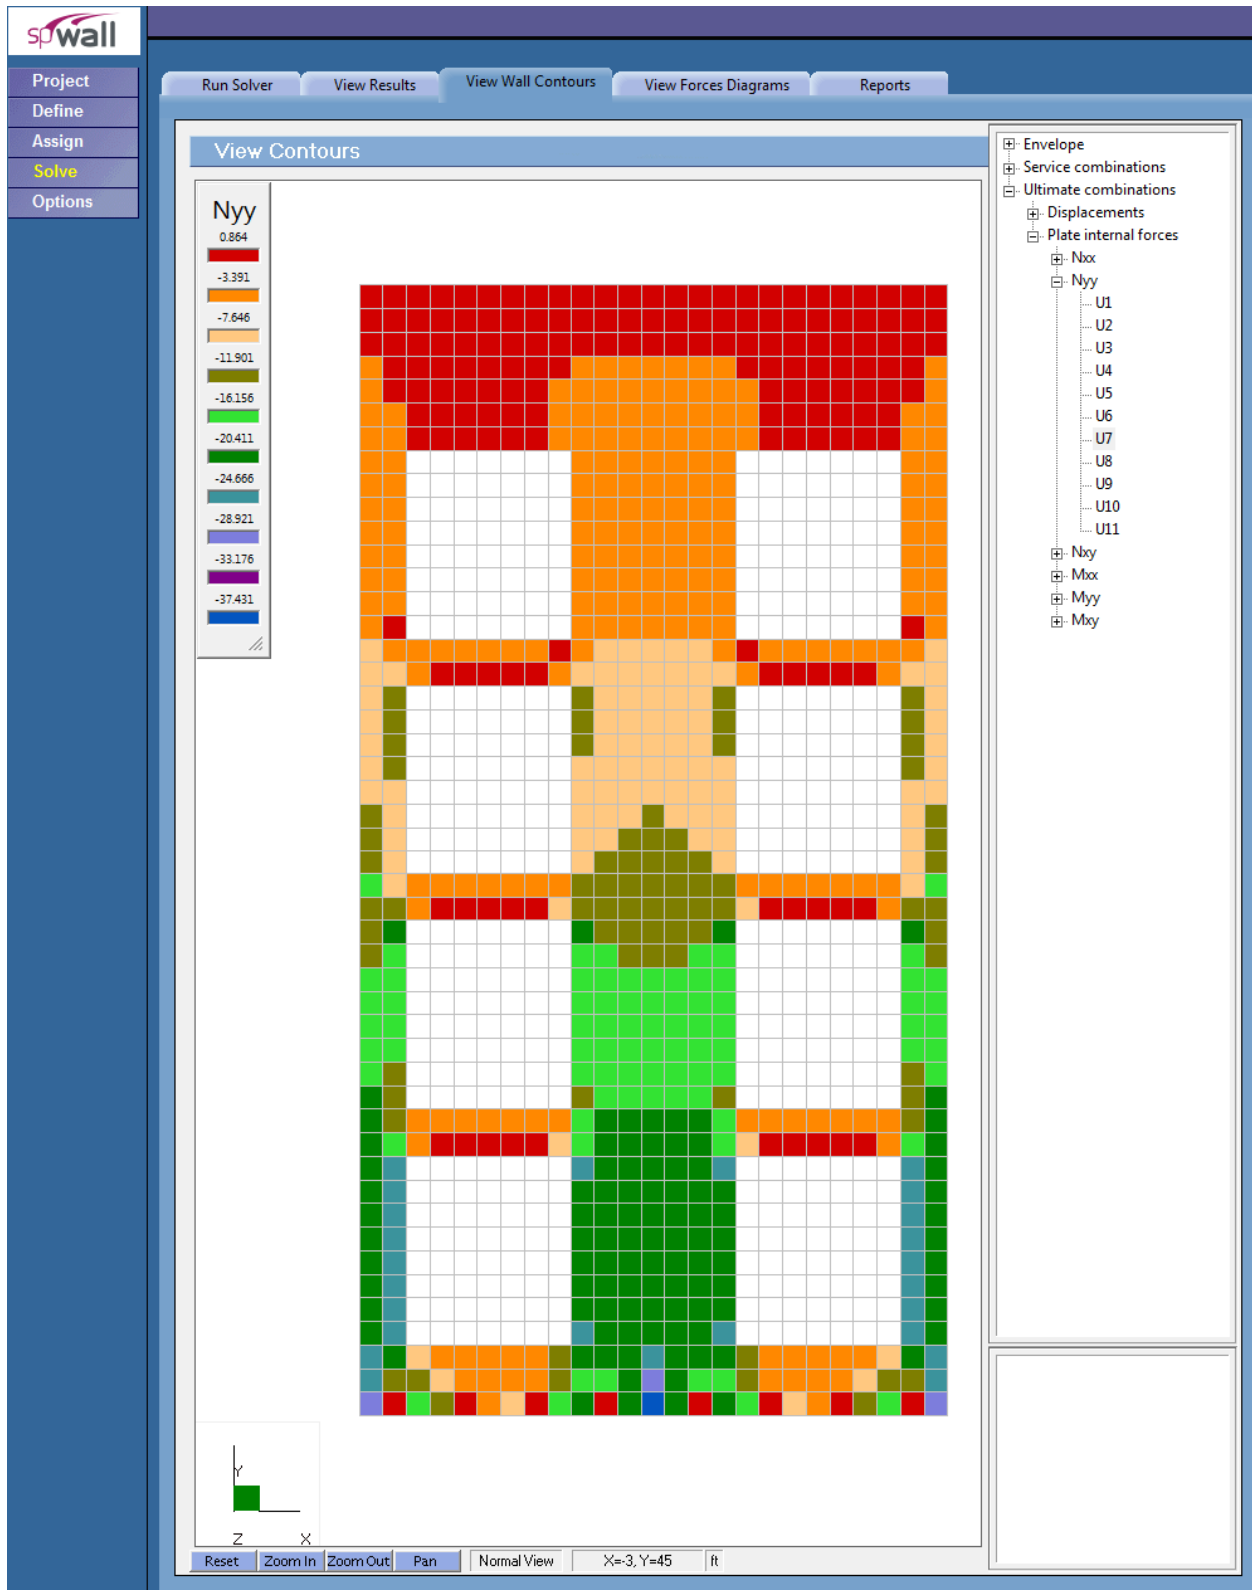 spWall
Project
Define
Assign
Solve
Options
Run Solver
View Results
View Wall Contours
View Forces Diagrams
Reports
View Contours
Nyy
0.864
-3.391
-7.646
-11.901
-16.156
-20.411
-24.666
-28.921
-33.176
-37.431
Envelope
Service combinations
Ultimate combinations
Displacements
Plate internal forces
Nxx
Nyy
U1
U2
U3
U4
U5
U6
U7
U8
U9
U10
U11
Nxy
Mxx
Myy
Mxy
Y
Z X
Reset Zoom In Zoom Out Pan Normal View X=-3, Y=45 ft